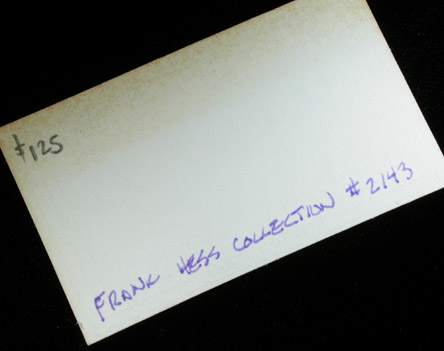 $125
FRANK HESS COLLECTION #2143